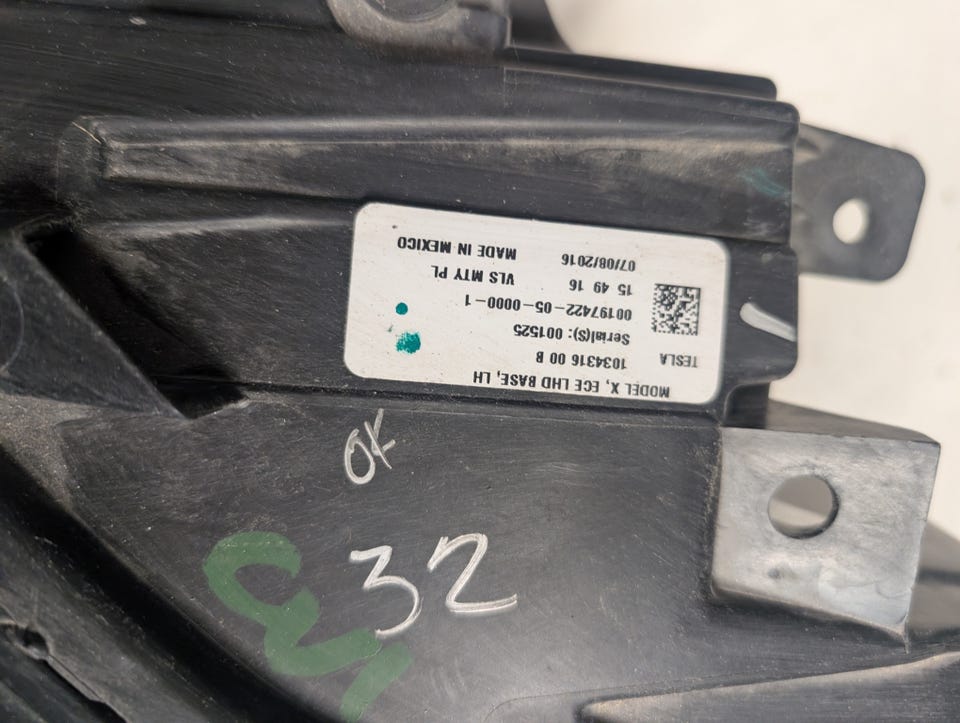 MODEL X, ECE LHD BASE, LH
TESLA 1034316 00 B
Serial(S): 001525
00197422-05-0000-1
15 49 16 VLS MTY PL
07/08/2016 MADE IN MEXICO
OK
32